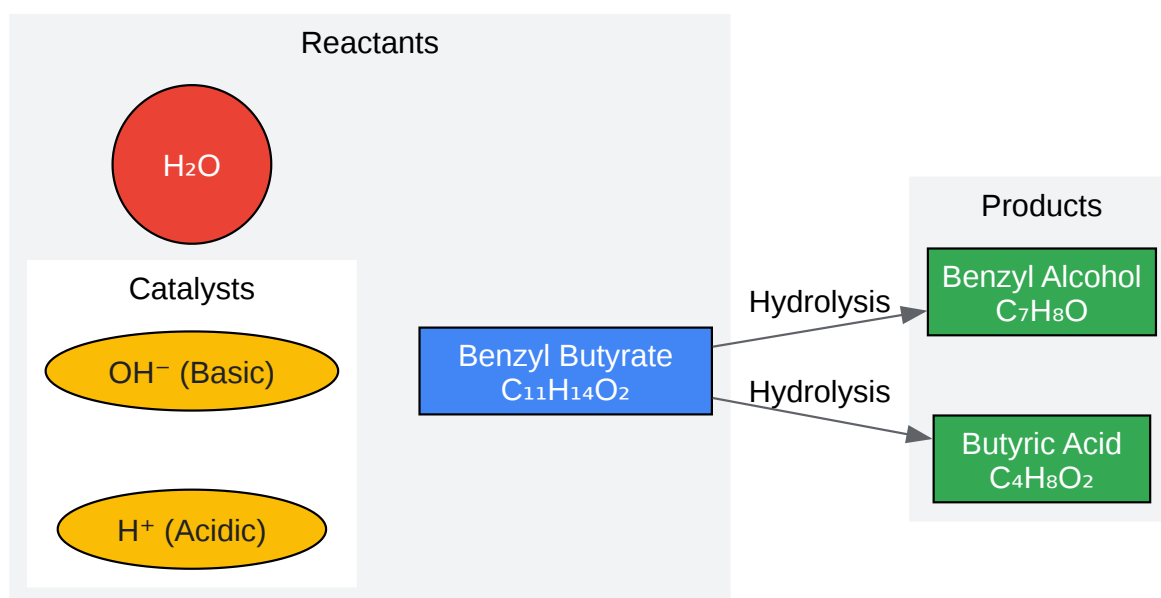 Reactants
H₂O
Catalysts
OH⁻ (Basic)
H⁺ (Acidic)
Benzyl Butyrate
C₁₁H₁₄O₂
Hydrolysis
Hydrolysis
Products
Benzyl Alcohol
C₇H₈O
Butyric Acid
C₄H₈O₂